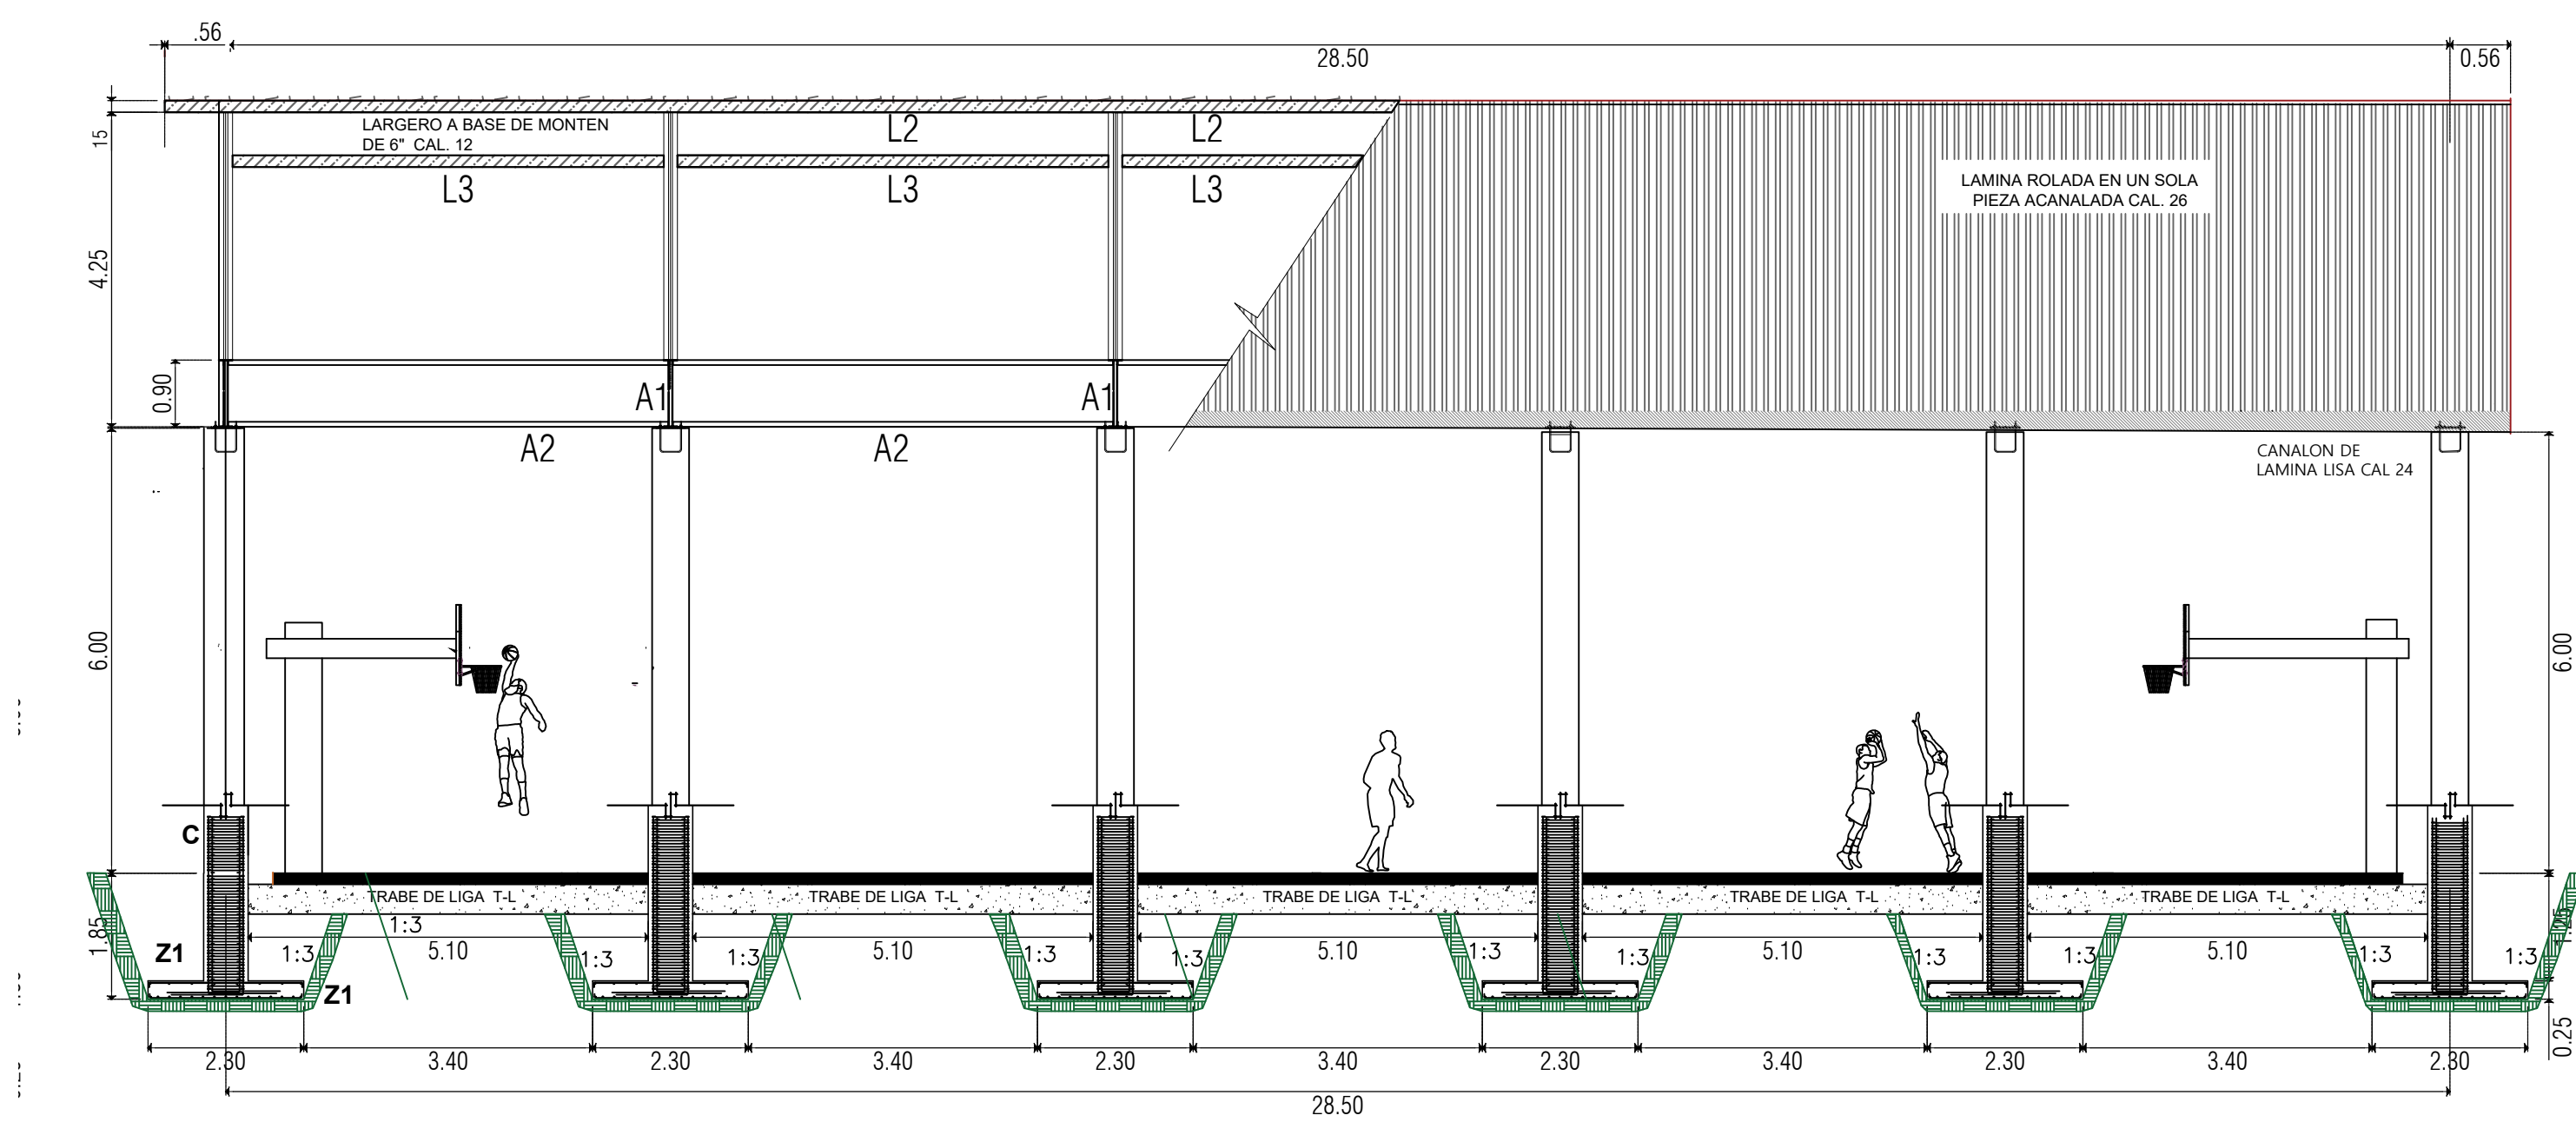 .56
28.50
0.56
15
LARGERO A BASE DE MONTEN
DE 6" CAL. 12
L2
L2
L3
L3
L3
LAMINA ROLADA EN UN SOLA
PIEZA ACANALADA CAL. 26
4.25
0.90
A1
A1
A2
A2
CANALON DE
LAMINA LISA CAL 24
6.00
6.00
C
TRABE DE LIGA T-L
TRABE DE LIGA T-L
TRABE DE LIGA T-L
TRABE DE LIGA T-L
TRABE DE LIGA T-L
1.85
1:3
Z1
1:3
5.10
1:3
1:3
5.10
1:3
1:3
5.10
1:3
1:3
5.10
1:3
1:3
5.10
1:3
1:3
Z1
0.25
2.30
3.40
2.30
3.40
2.30
3.40
2.30
3.40
2.30
3.40
2.30
28.50